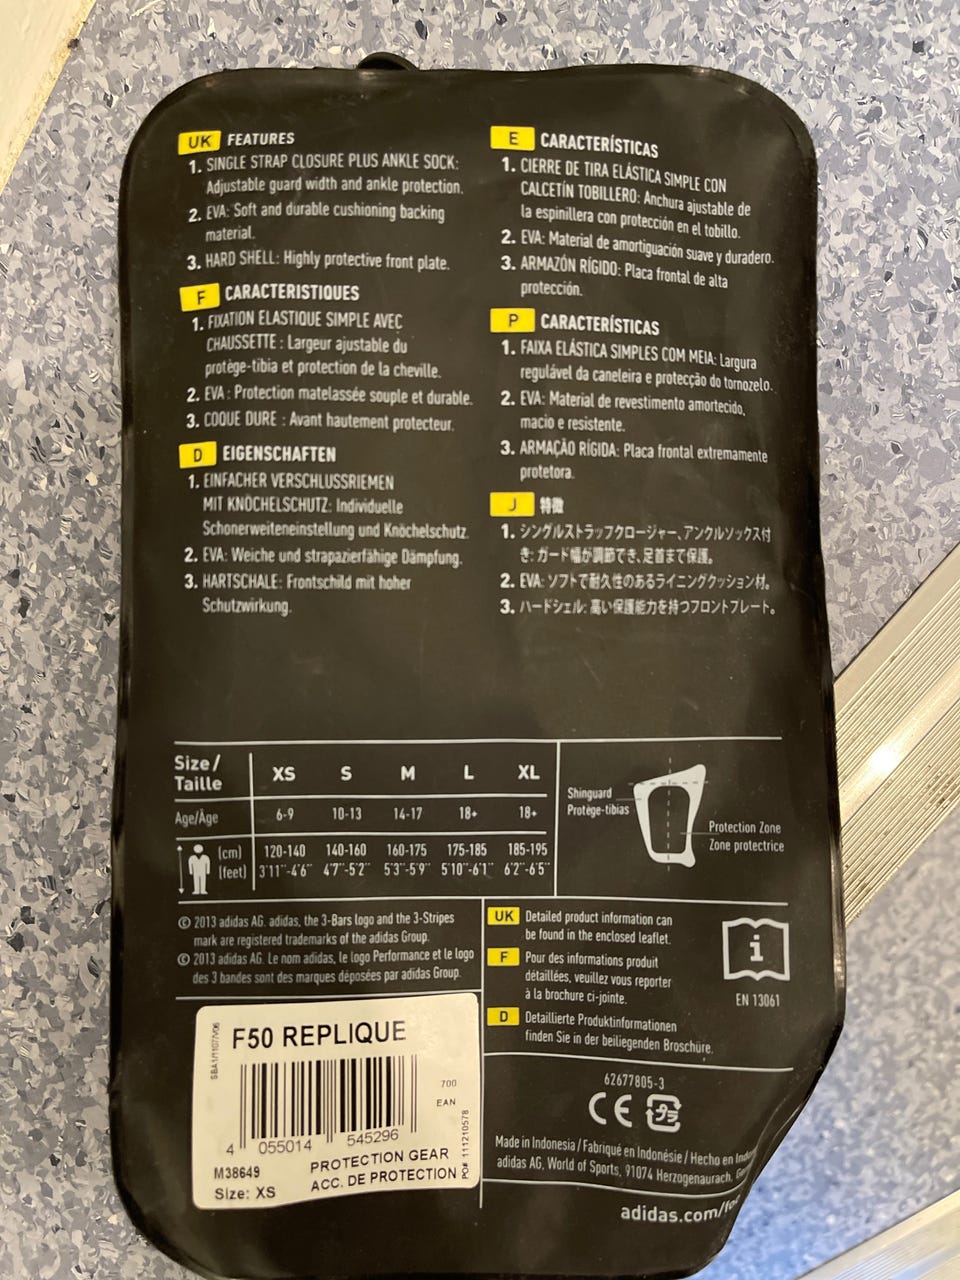 UK FEATURES
1. SINGLE STRAP CLOSURE PLUS ANKLE SOCK:
Adjustable guard width and ankle protection.
2. EVA: Soft and durable cushioning backing
material.
3. HARD SHELL: Highly protective front plate.
F CARACTERISTIQUES
1. FIXATION ELASTIQUE SIMPLE AVEC
CHAUSSETTE : Largeur ajustable du
protège-tibia et protection de la cheville.
2. EVA : Protection matelassée souple et durable.
3. COQUE DURE : Avant hautement protecteur.
D EIGENSCHAFTEN
1. EINFACHER VERSCHLUSSRIEMEN
MIT KNÖCHELSCHUTZ: Individuelle
Schonerweiteneinstellung und Knöchelschutz.
2. EVA: Weiche und strapazierfähige Dämpfung.
3. HARTSCHALE: Frontschild mit hoher
Schutzwirkung.
E CARACTERÍSTICAS
1. CIERRE DE TIRA ELÁSTICA SIMPLE CON
CALCETÍN TOBILLERO: Anchura ajustable de
la espinillera con protección en el tobillo.
2. EVA: Material de amortiguación suave y duradero.
3. ARMAZÓN RÍGIDO: Placa frontal de alta
protección.
P CARACTERÍSTICAS
1. FAIXA ELÁSTICA SIMPLES COM MEIA: Largura
regulável da caneleira e protecção do tornozelo.
2. EVA: Material de revestimento amortecido,
macio e resistente.
3. ARMAÇÃO RÍGIDA: Placa frontal extremamente
protetora.
J 特徴
1. シングルストラップクロージャー、アンクルソックス付
き: ガード幅が調節でき、足首まで保護。
2. EVA: ソフトで耐久性のあるライニングクッション材。
3. ハードシェル: 高い保護能力を持つフロントプレート。
Size/ Taille XS S M L XL
Age/Âge 6-9 10-13 14-17 18+ 18+
(cm) 120-140 140-160 160-175 175-185 185-195
(feet) 3'11"-4'6" 4'7"-5'2" 5'3"-5'9" 5'10"-6'1" 6'2"-6'5"
Shinguard
Protège-tibias
Protection Zone
Zone protectrice
© 2013 adidas AG. adidas, the 3-Bars logo and the 3-Stripes
mark are registered trademarks of the adidas Group.
© 2013 adidas AG. Le nom adidas, le logo Performance et le logo
des 3 bandes sont des marques déposées par adidas Group.
UK Detailed product information can
be found in the enclosed leaflet.
F Pour des informations produit
détaillées, veuillez vous reporter
à la brochure ci-jointe.
D Detaillierte Produktinformationen
finden Sie in der beiliegenden Broschüre.
i
EN 13061
SBA1/1107/V06
F50 REPLIQUE
700
EAN
4 055014 545296
PO# 111210578
M38649
PROTECTION GEAR
Size: XS
ACC. DE PROTECTION
62677805-3
CE プラ
Made in Indonesia / Fabriqué en Indonésie / Hecho en
adidas AG, World of Sports, 91074 Herzogenaurach,
adidas.com/